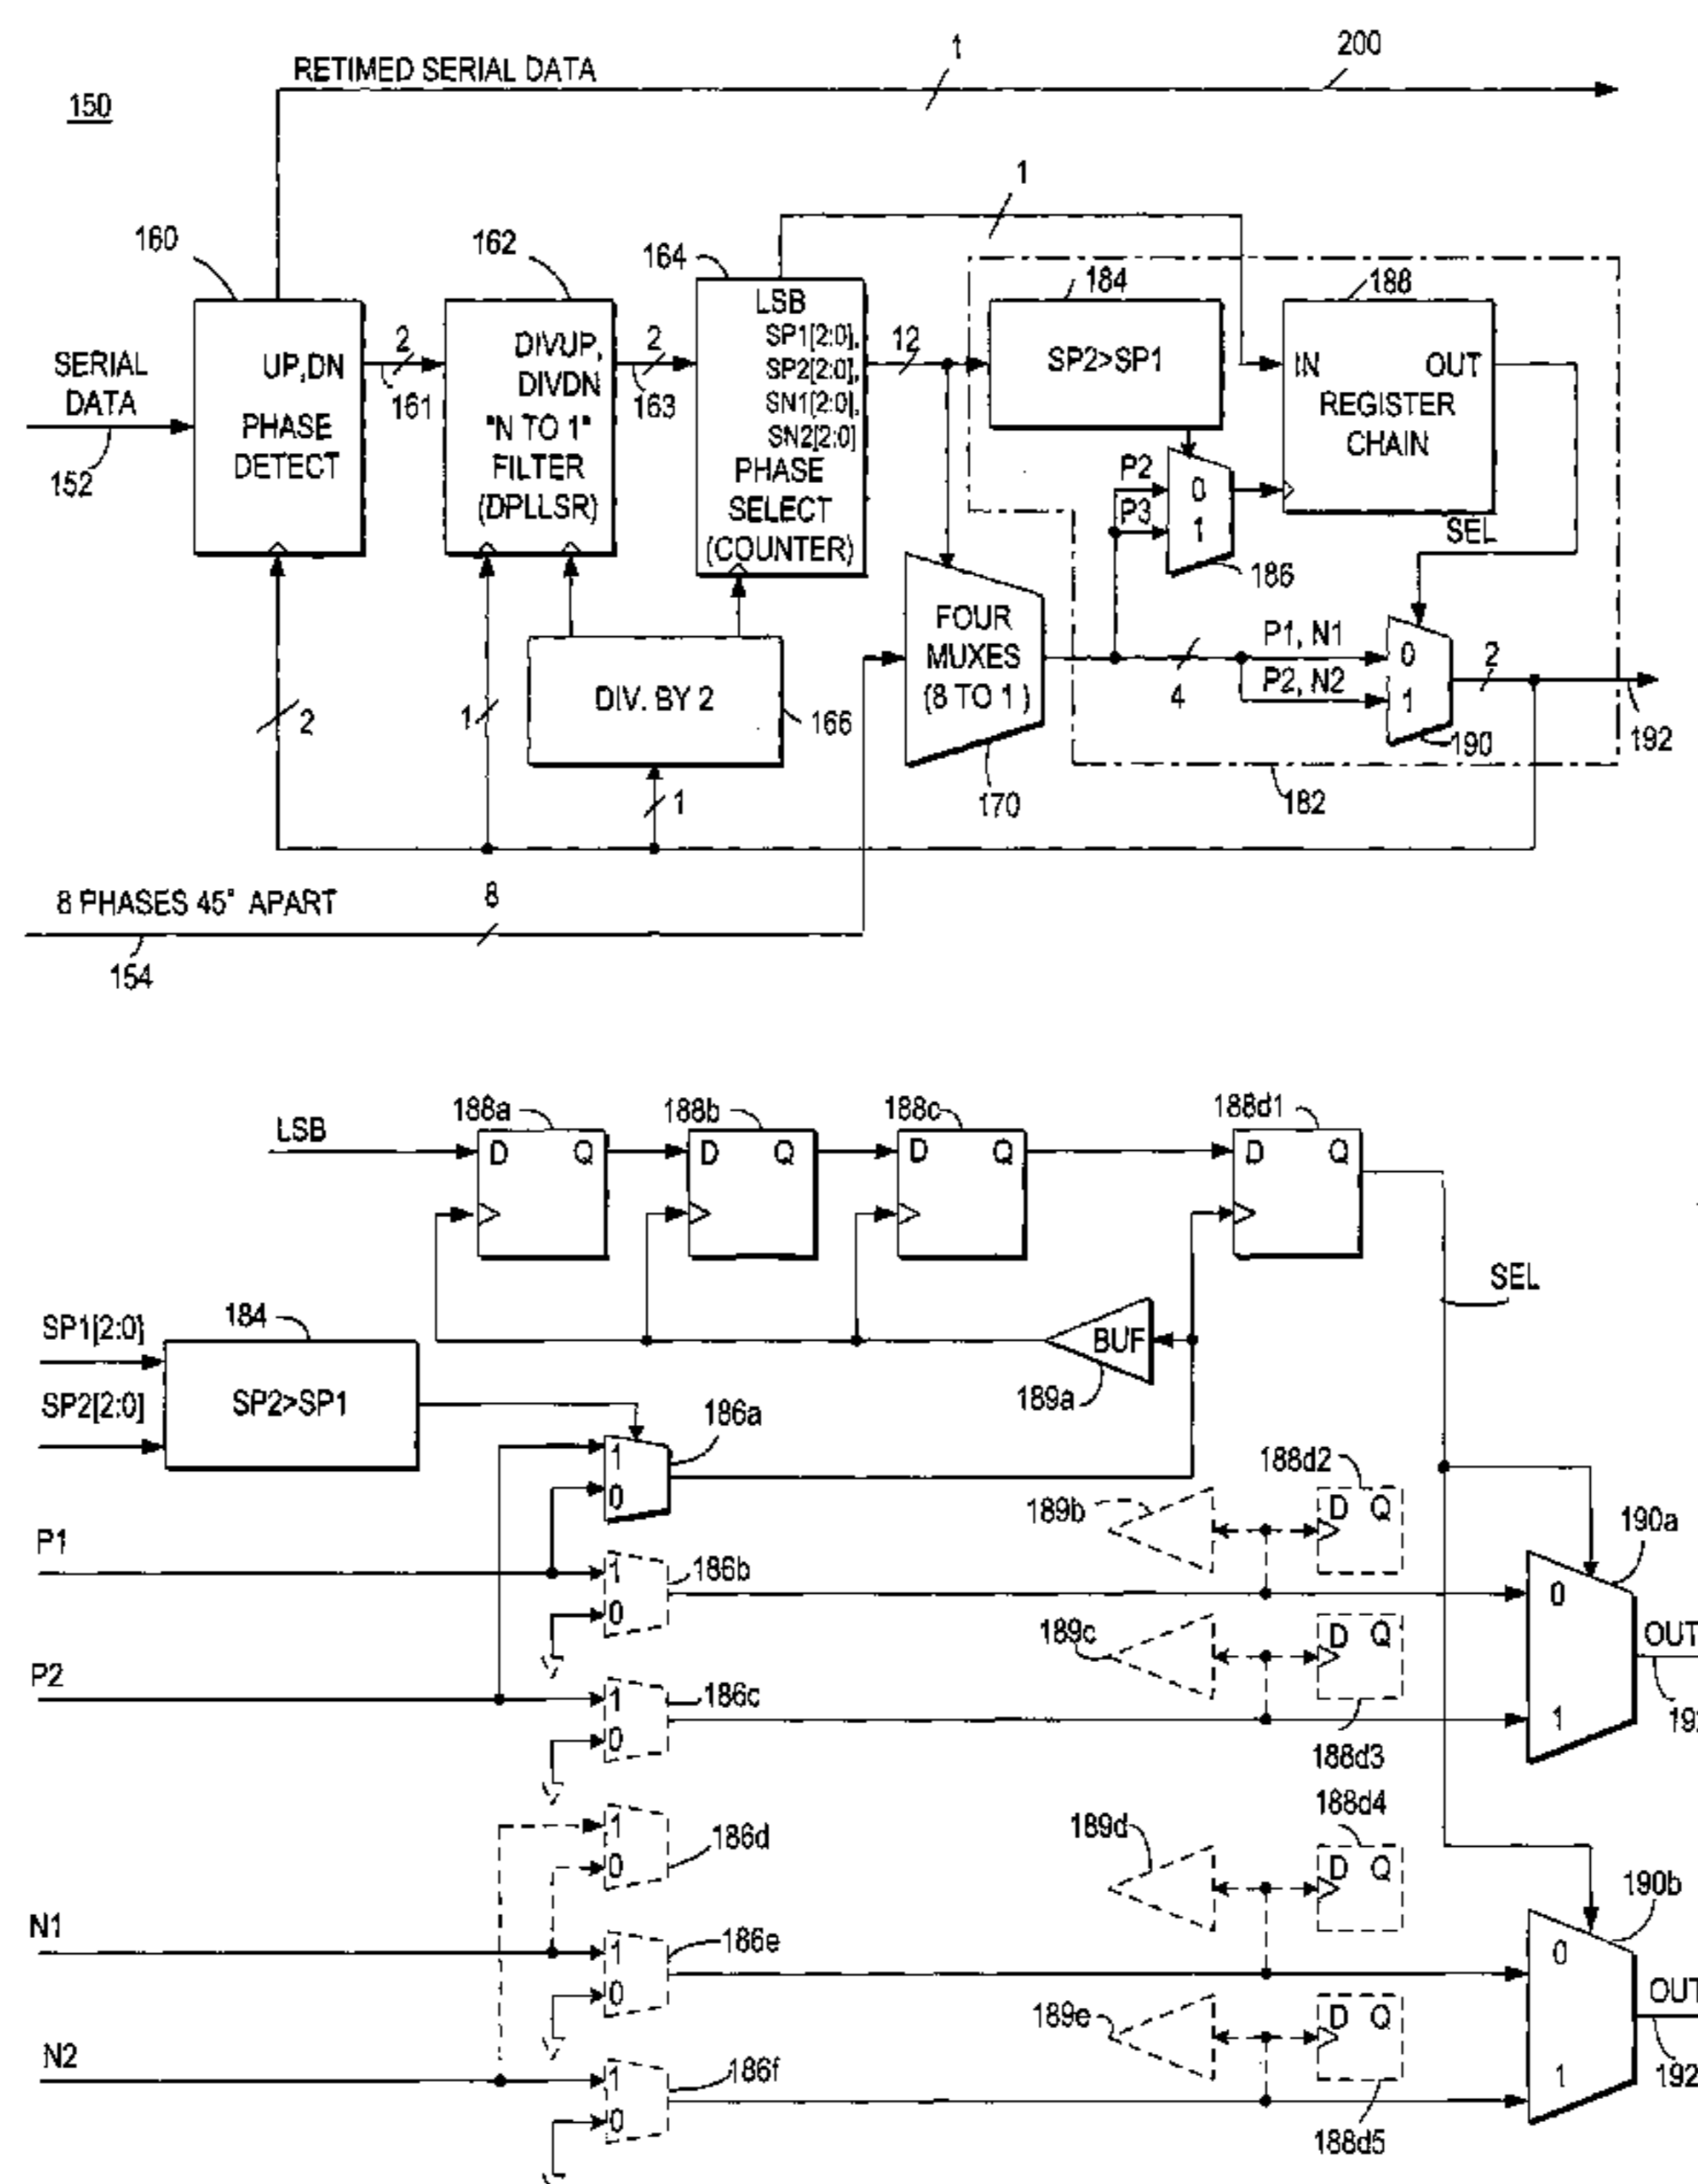 RETIMED SERIAL DATA
1
200
150
1
160
162
164
184
188
SERIAL
DATA
152
UP,DN
PHASE
DETECT
2
161
DIVUP,
DIVDN
"N TO 1"
FILTER
(DPLLSR)
2
163
LSB
SP1[2:0],
SP2[2:0],
SN1[2:0],
SN2[2:0]
PHASE
SELECT
(COUNTER)
12
SP2>SP1
IN
OUT
REGISTER
CHAIN
P2
P3
0
1
186
SEL
FOUR
MUXES
(8 TO 1)
170
4
P1, N1
P2, N2
0
1
190
2
192
182
2
1
DIV. BY 2
166
1
8 PHASES 45° APART
8
154
LSB
188a
D
Q
188b
D
Q
188c
D
Q
188d1
D
Q
SEL
SP1[2:0]
SP2[2:0]
184
SP2>SP1
BUF
189a
186a
1
0
P1
186b
1
0
189b
188d2
D Q
190a
0
1
OUT
192
P2
186c
1
0
189c
D Q
188d3
186d
1
0
189d
188d4
D Q
190b
0
1
OUT
192
N1
186e
1
0
N2
186f
1
0
189e
D Q
188d5